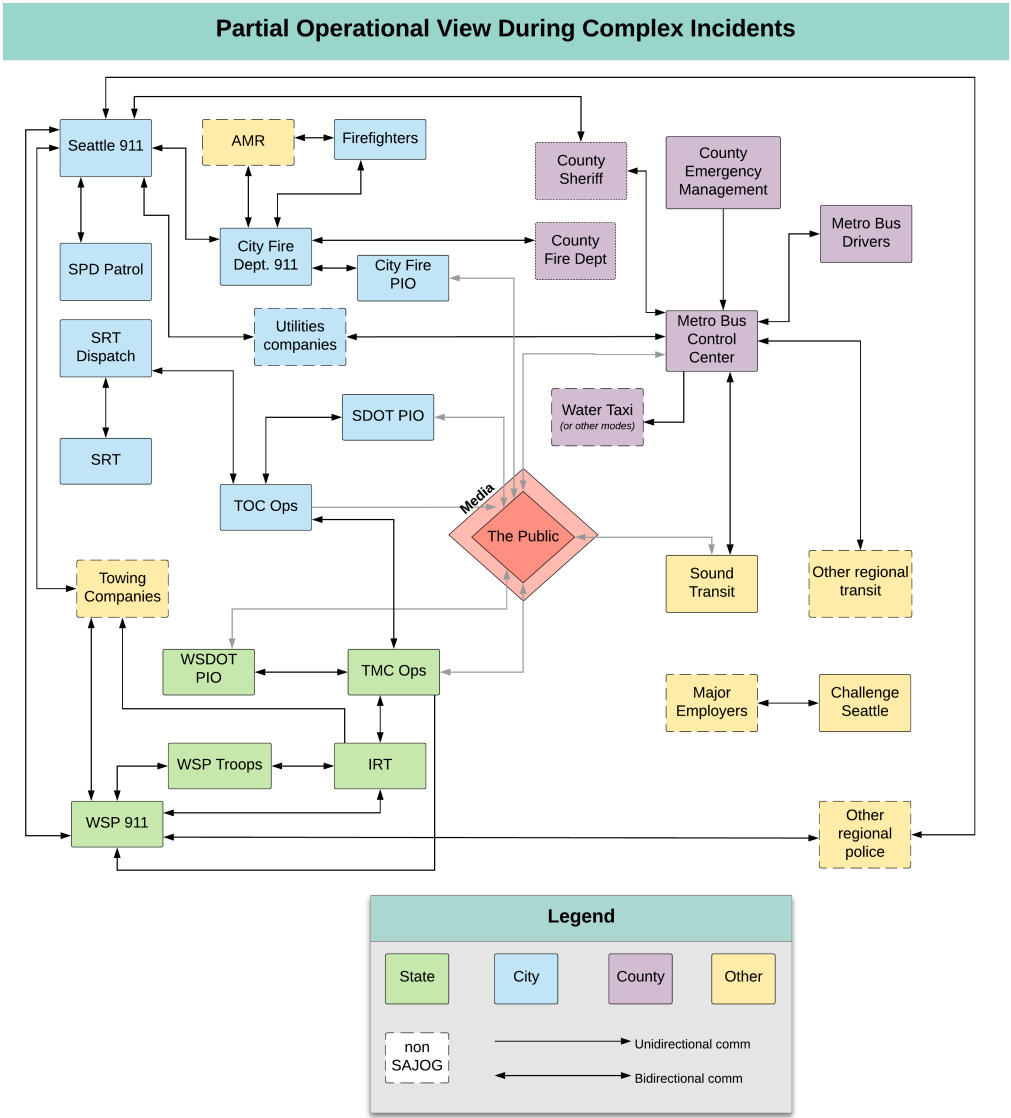 Partial Operational View During Complex Incidents
Seattle 911
AMR
Firefighters
County
Sheriff
County
Emergency
Management
Metro Bus
Drivers
SPD Patrol
City Fire
Dept. 911
City Fire
PIO
County
Fire Dept
SRT
Dispatch
Utilities
companies
Metro Bus
Control
Center
SDOT PIO
Water Taxi
(or other modes)
SRT
TOC Ops
Media
The Public
Towing
Companies
Sound
Transit
Other regional
transit
WSDOT
PIO
TMC Ops
Major
Employers
Challenge
Seattle
WSP Troops
IRT
WSP 911
Other
regional
police
Legend
State
City
County
Other
non
SAJOG
Unidirectional comm
Bidirectional comm